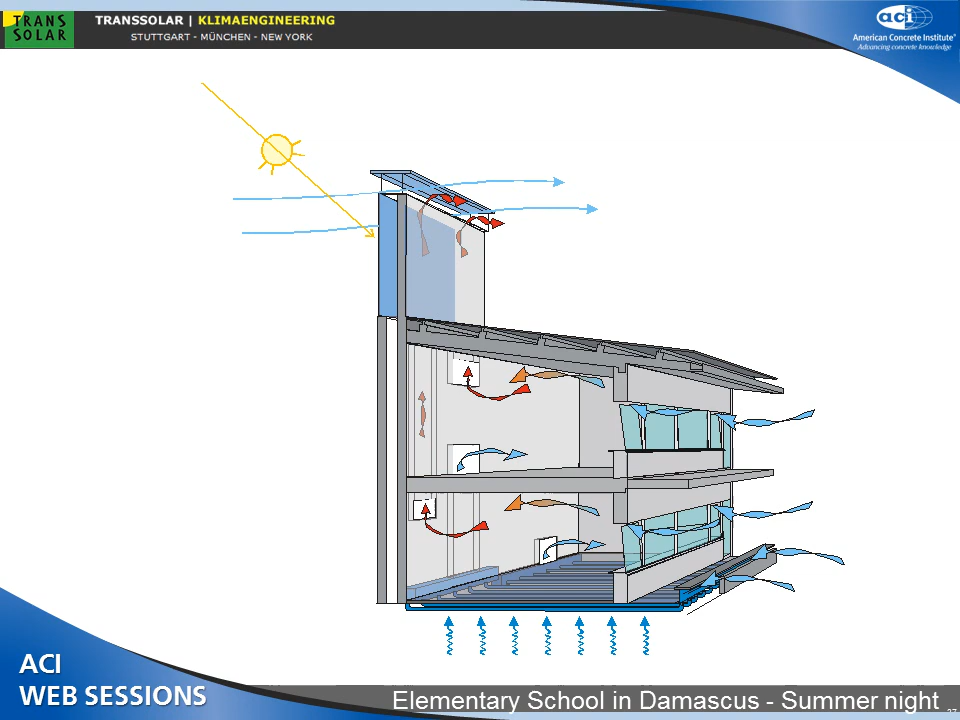 TRANS
SOLAR
TRANSSOLAR | KLIMAENGINEERING
STUTTGART - MÜNCHEN - NEW YORK
aci
American Concrete Institute®
Advancing concrete knowledge
ACI
WEB SESSIONS
Elementary School in Damascus - Summer night